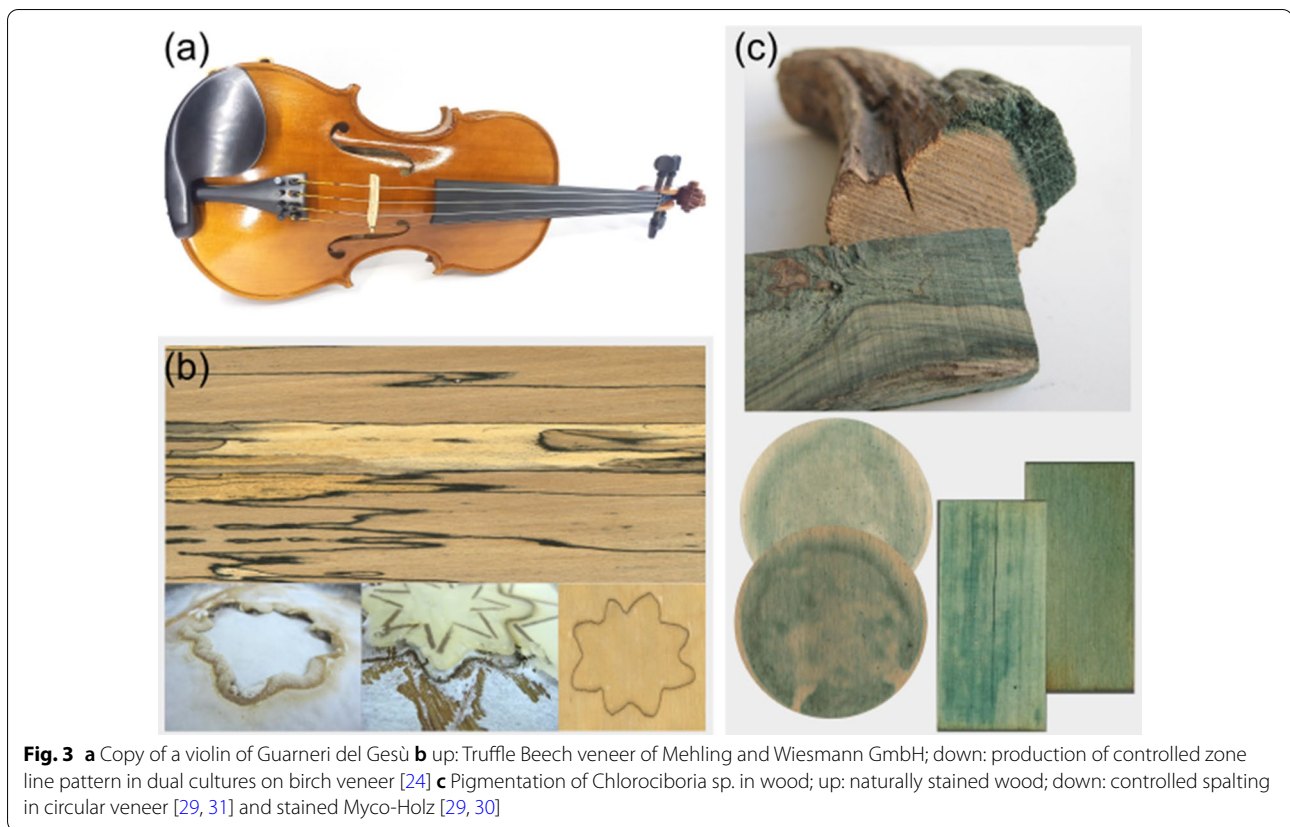 (a)
(c)
(b)
Fig. 3 a Copy of a violin of Guarneri del Gesù b up: Truffle Beech veneer of Mehling and Wiesmann GmbH; down: production of controlled zone
line pattern in dual cultures on birch veneer [24] c Pigmentation of Chlorociboria sp. in wood; up: naturally stained wood; down: controlled spalting
in circular veneer [29, 31] and stained Myco-Holz [29, 30]